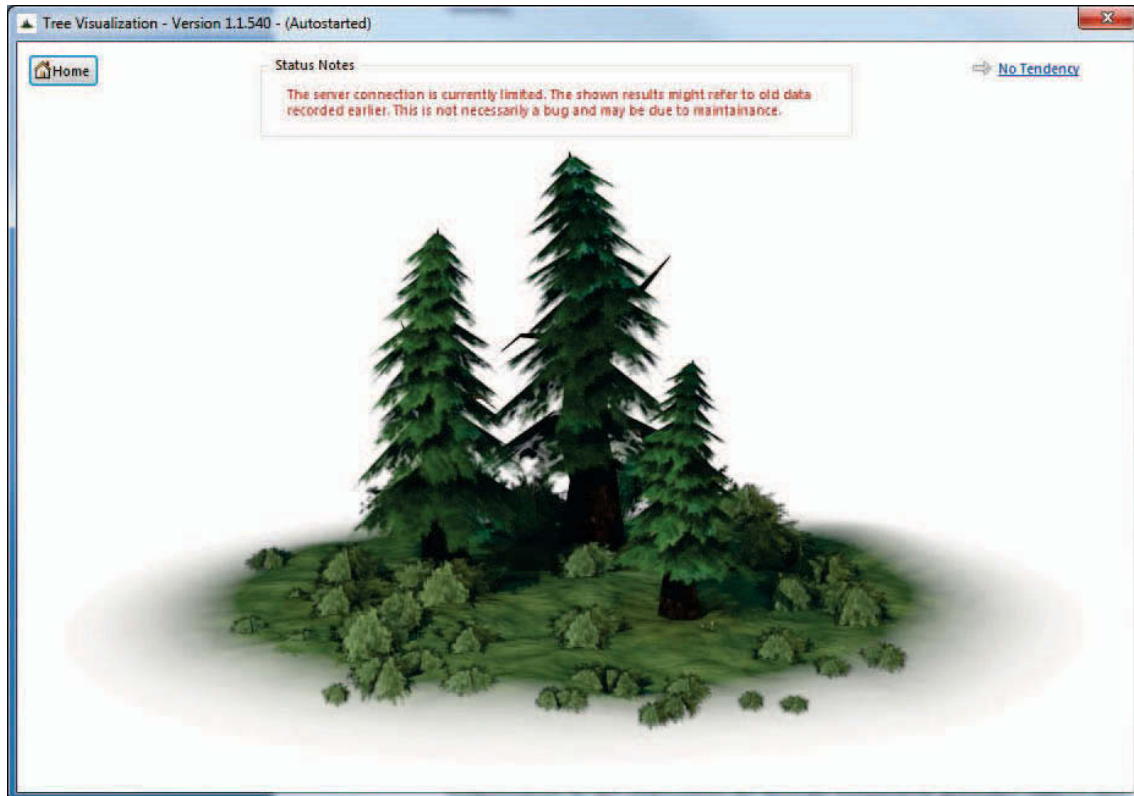 Tree Visualization - Version 1.1.540 - (Autostarted)
Home
Status Notes
No Tendency
The server connection is currently limited. The shown results might refer to old data
recorded earlier. This is not necessarily a bug and may be due to maintainance.